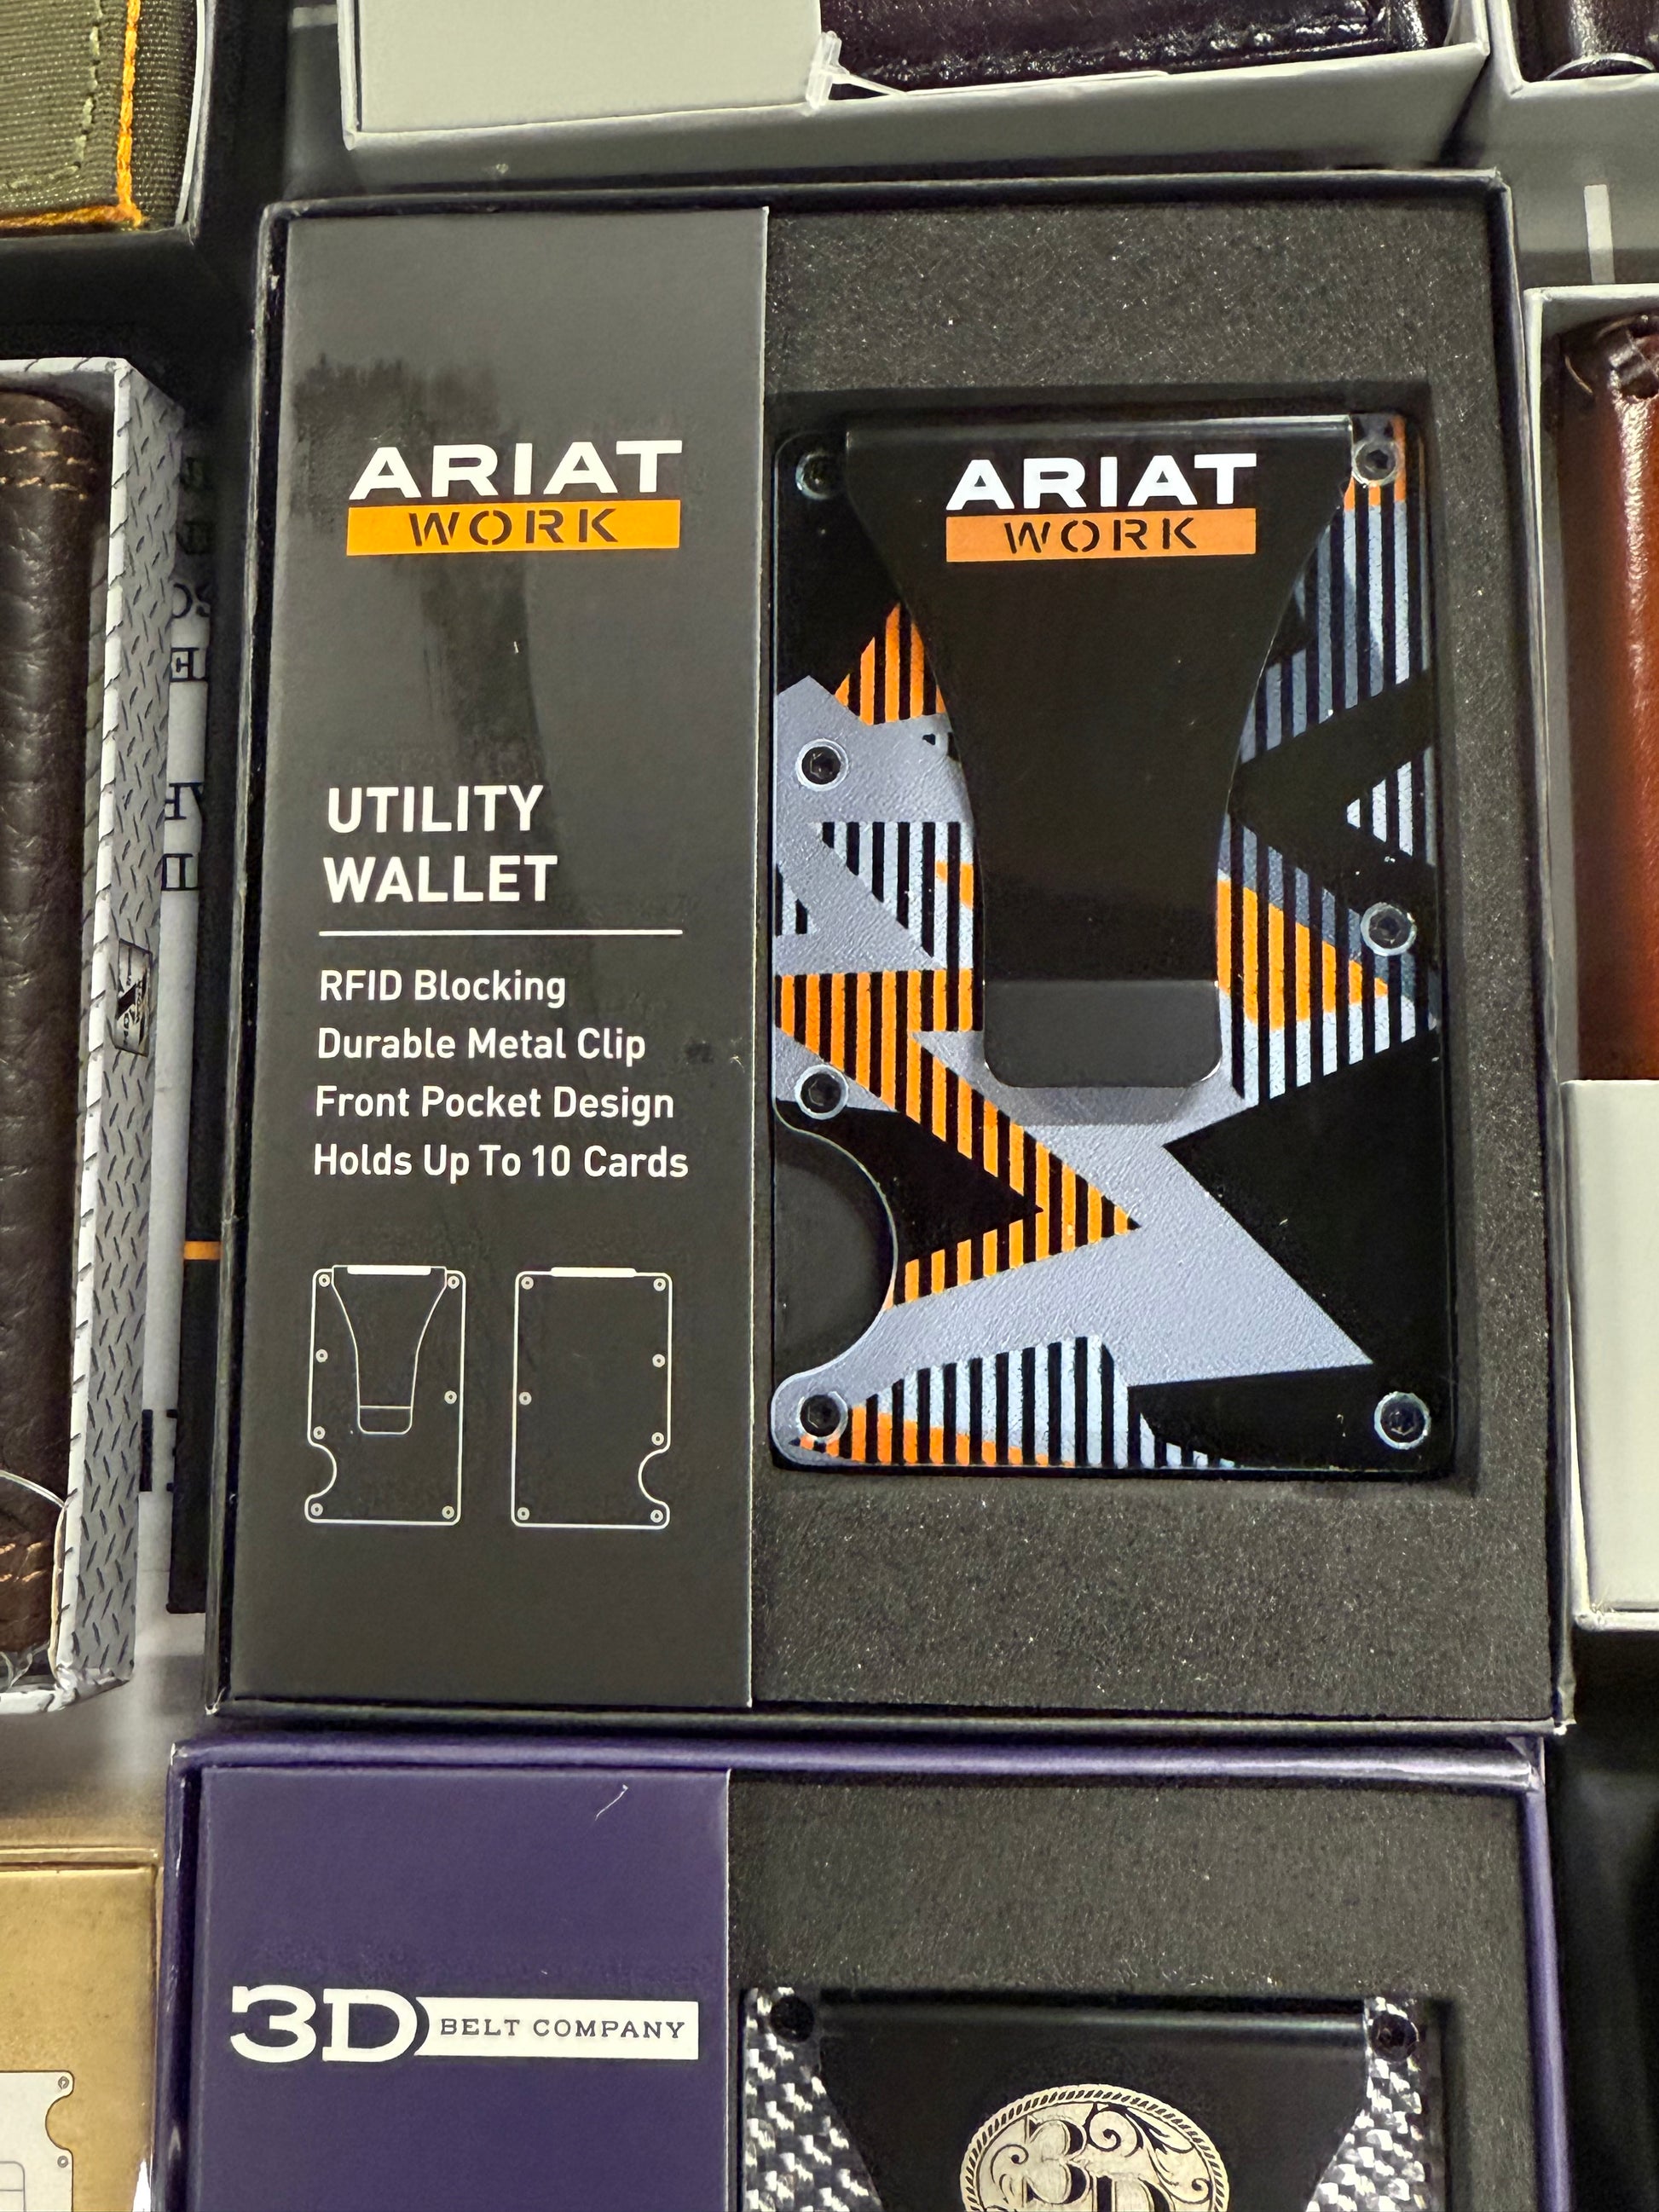 ARIAT
WORK
UTILITY
WALLET
RFID Blocking
Durable Metal Clip
Front Pocket Design
Holds Up To 10 Cards
ARIAT
WORK
3D
BELT COMPANY
3D